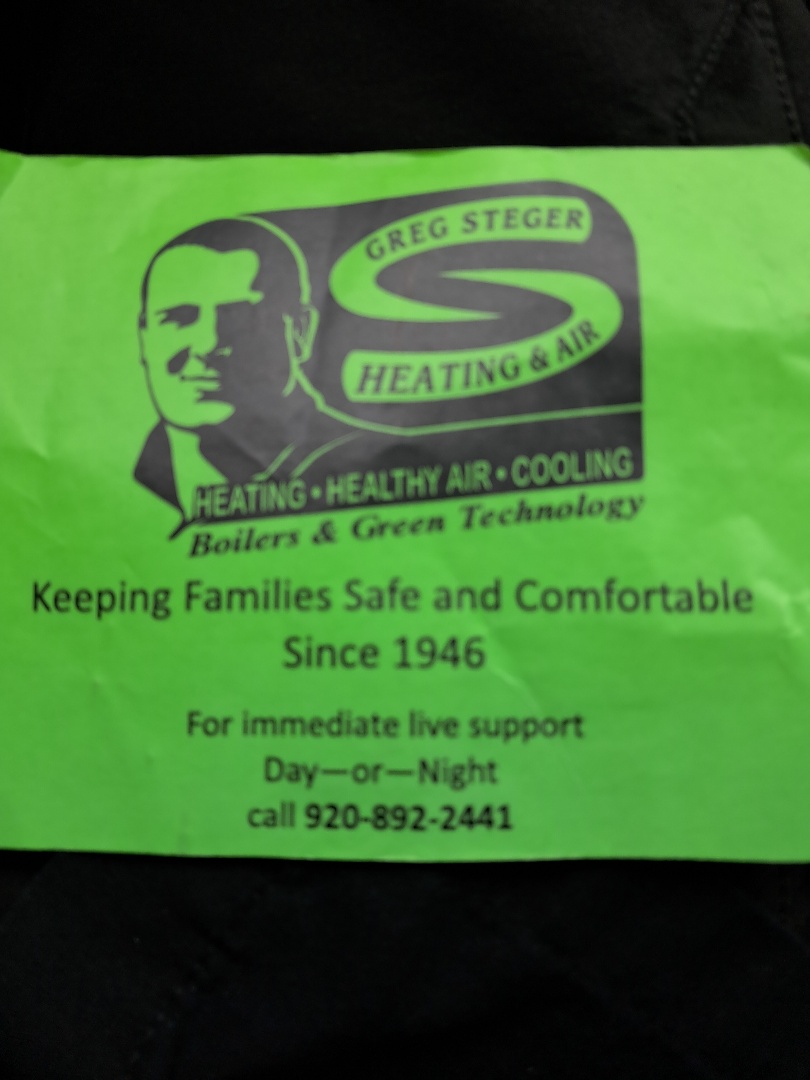 GREG STEGER
HEATING & AIR
HEATING • HEALTHY AIR • COOLING
Boilers & Green Technology
Keeping Families Safe and Comfortable
Since 1946
For immediate live support
Day—or—Night
call 920-892-2441